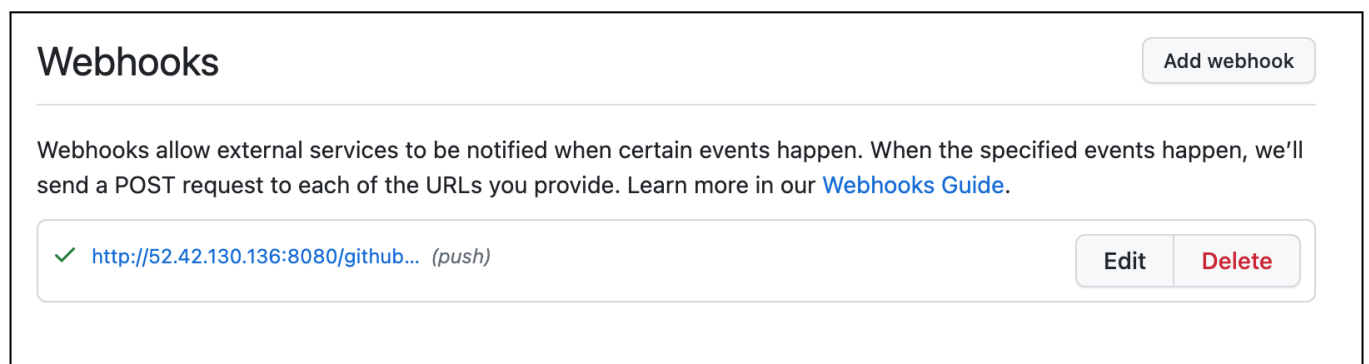 Webhooks
Add webhook
Webhooks allow external services to be notified when certain events happen. When the specified events happen, we’ll
send a POST request to each of the URLs you provide. Learn more in our Webhooks Guide.
http://52.42.130.136:8080/github... (push)
Edit
Delete